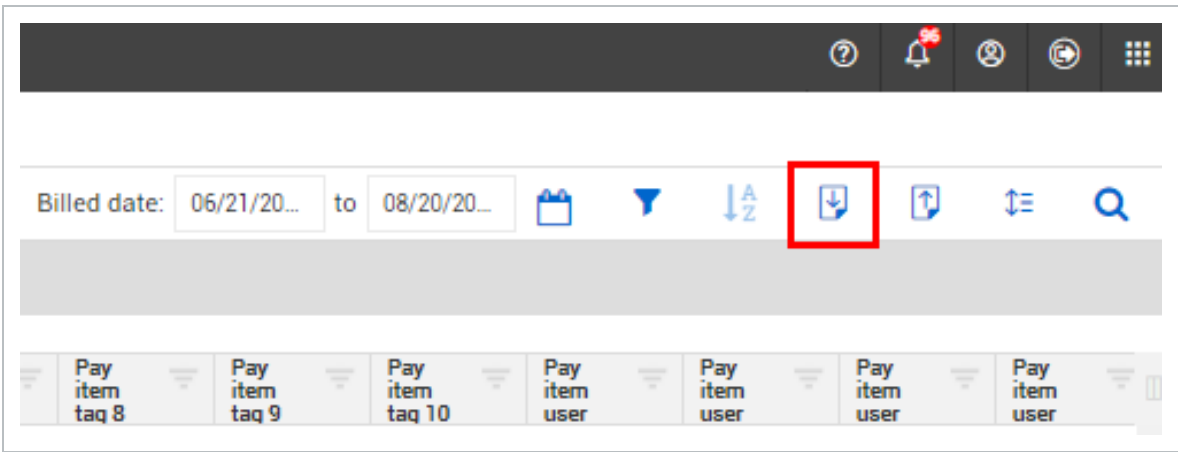 96
Billed date: 06/21/20... to 08/20/20...
A
Z
Pay item tag 8
Pay item tag 9
Pay item tag 10
Pay item user
Pay item user
Pay item user
Pay item user